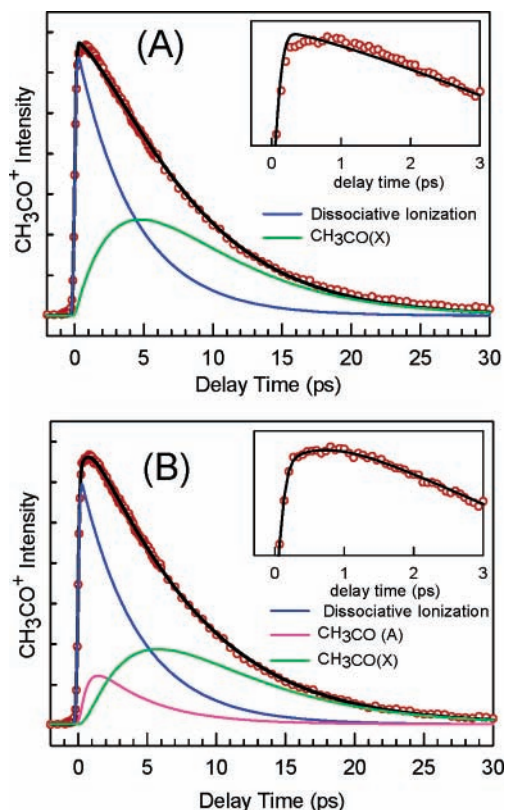 (A)
CH3CO+ Intensity
0 1 2 3
delay time (ps)
Dissociative Ionization
CH3CO(X)
0 5 10 15 20 25 30
Delay Time (ps)
(B)
CH3CO+ Intensity
0 1 2 3
delay time (ps)
Dissociative Ionization
CH3CO (A)
CH3CO(X)
0 5 10 15 20 25 30
Delay Time (ps)